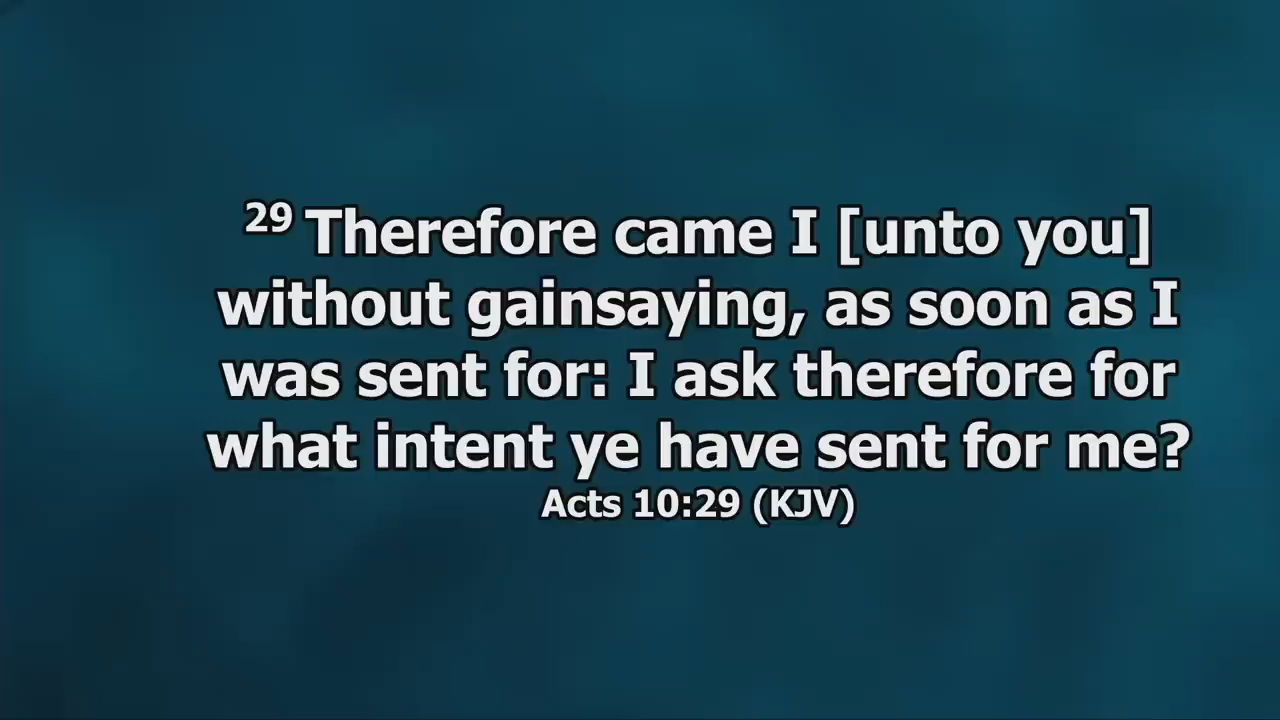 29 Therefore came I [unto you]
without gainsaying, as soon as I
was sent for: I ask therefore for
what intent ye have sent for me?
Acts 10:29 (KJV)